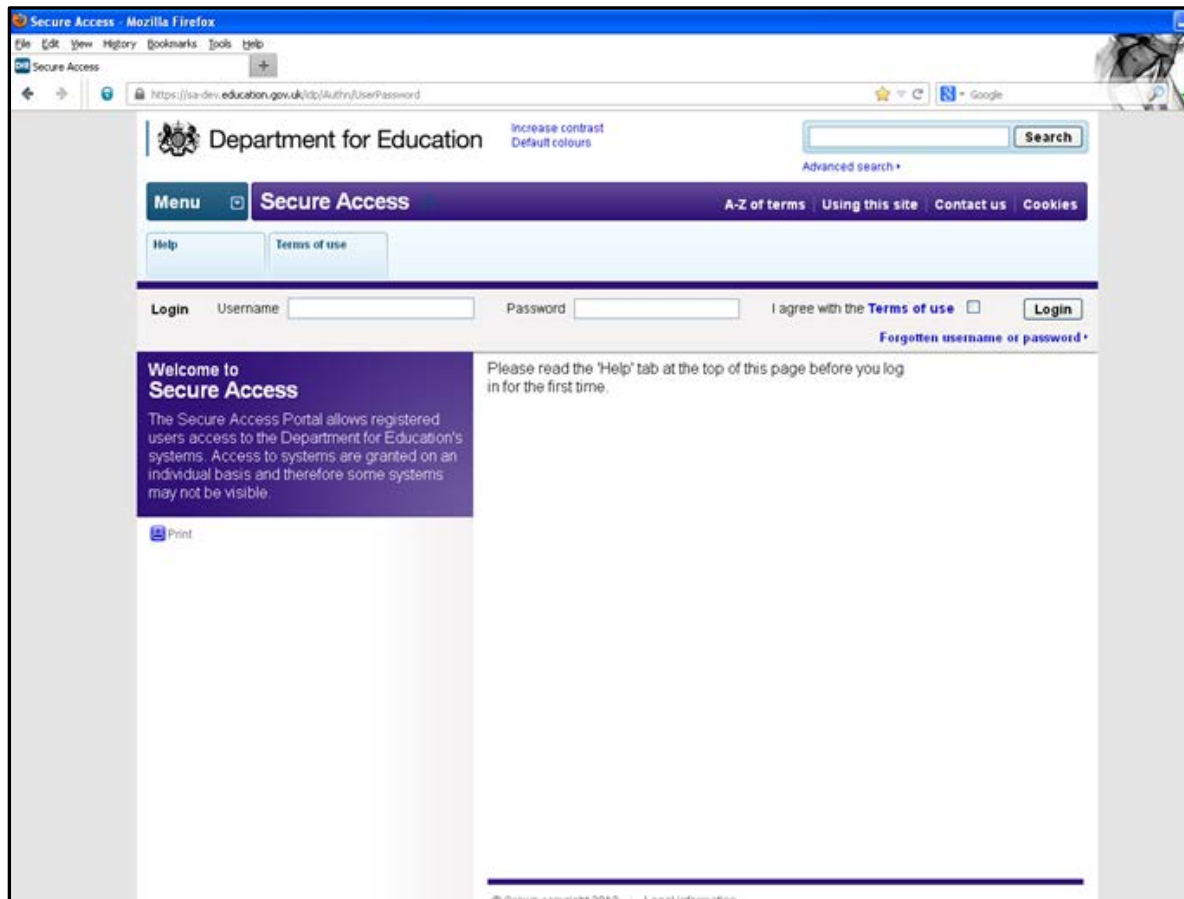 Secure Access - Mozilla Firefox
File Edit View History Bookmarks Tools Help
Secure Access
https://sa-dev.education.gov.uk/idp/Authn/UserPassword
Google
Department for Education
Increase contrast
Default colours
Search
Advanced search
Menu Secure Access A-Z of terms Using this site Contact us Cookies
Help Terms of use
Login Username Password I agree with the Terms of use Login
Forgotten username or password
Welcome to
Secure Access
The Secure Access Portal allows registered
users access to the Department for Education's
systems. Access to systems are granted on an
individual basis and therefore some systems
may not be visible.
Print
Please read the 'Help' tab at the top of this page before you log
in for the first time.